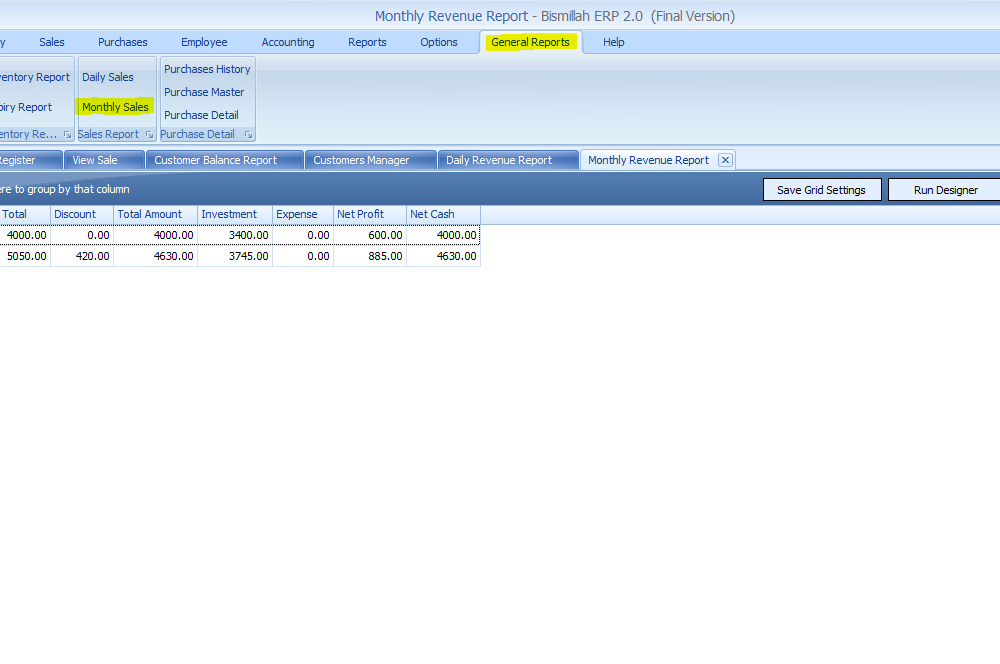 Monthly Revenue Report - Bismillah ERP 2.0 (Final Version)
y Sales Purchases Employee Accounting Reports Options General Reports Help
ventory Report Daily Sales Purchases History
Purchase Master
piry Report Monthly Sales Purchase Detail
entory Re... Sales Report Purchase Detail
Register View Sale Customer Balance Report Customers Manager Daily Revenue Report Monthly Revenue Report
ere to group by that column Save Grid Settings Run Designer
Total Discount Total Amount Investment Expense Net Profit Net Cash
4000.00 0.00 4000.00 3400.00 0.00 600.00 4000.00
5050.00 420.00 4630.00 3745.00 0.00 885.00 4630.00